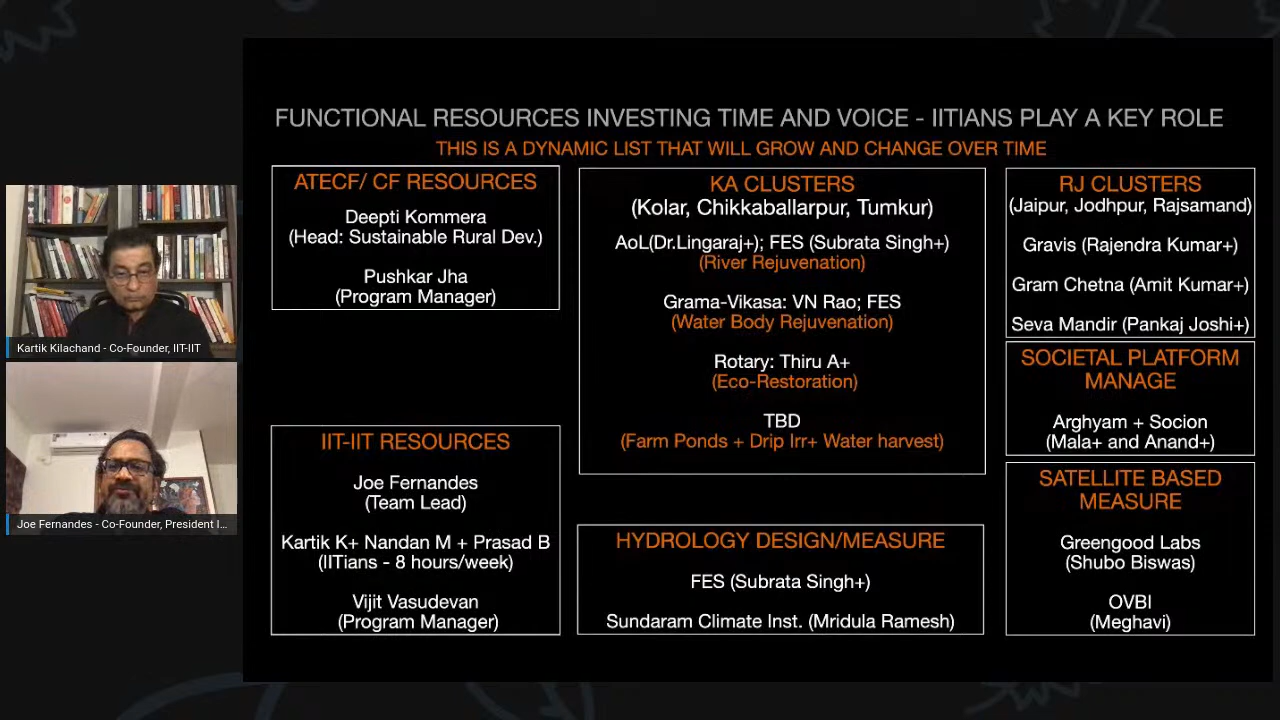 FUNCTIONAL RESOURCES INVESTING TIME AND VOICE - IITIANS PLAY A KEY ROLE
THIS IS A DYNAMIC LIST THAT WILL GROW AND CHANGE OVER TIME
ATECF/ CF RESOURCES
Deepti Kommera
(Head: Sustainable Rural Dev.)
Pushkar Jha
(Program Manager)
IIT-IIT RESOURCES
Joe Fernandes
(Team Lead)
Kartik K+ Nandan M + Prasad B
(IITians - 8 hours/week)
Vijit Vasudevan
(Program Manager)
KA CLUSTERS
(Kolar, Chikkaballarpur, Tumkur)
AoL(Dr.Lingaraj+); FES (Subrata Singh+)
(River Rejuvenation)
Grama-Vikasa: VN Rao; FES
(Water Body Rejuvenation)
Rotary: Thiru A+
(Eco-Restoration)
TBD
(Farm Ponds + Drip Irr+ Water harvest)
HYDROLOGY DESIGN/MEASURE
FES (Subrata Singh+)
Sundaram Climate Inst. (Mridula Ramesh)
RJ CLUSTERS
(Jaipur, Jodhpur, Rajsamand)
Gravis (Rajendra Kumar+)
Gram Chetna (Amit Kumar+)
Seva Mandir (Pankaj Joshi+)
SOCIETAL PLATFORM
MANAGE
Arghyam + Socion
(Mala+ and Anand+)
SATELLITE BASED
MEASURE
Greengood Labs
(Shubo Biswas)
OVBI
(Meghavi)
Kartik Kilachand - Co-Founder, IIT-IIT
Joe Fernandes - Co-Founder, President I...